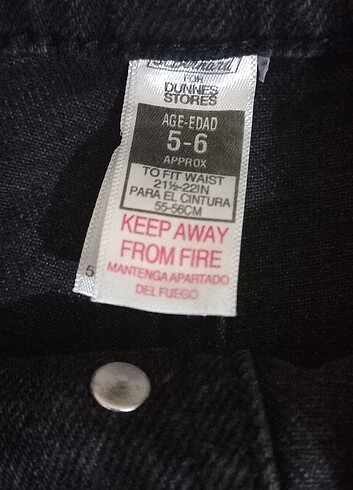 FOR
DUNNES
STORES
AGE-EDAD
5-6
APPROX
TO FIT WAIST
21½-22IN
PARA EL CINTURA
55-56CM
KEEP AWAY
FROM FIRE
MANTENGA APARTADO
DEL FUEGO
5